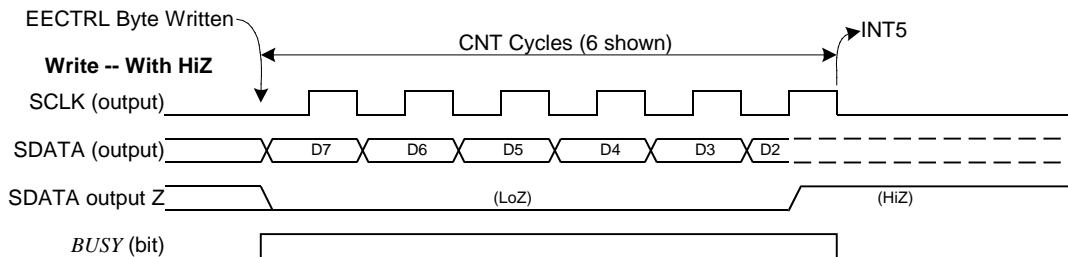 EECTRL Byte Written
CNT Cycles (6 shown)
INT5
Write -- With HiZ
SCLK (output)
SDATA (output) D7 D6 D5 D4 D3 D2
SDATA output Z (LoZ) (HiZ)
BUSY (bit)